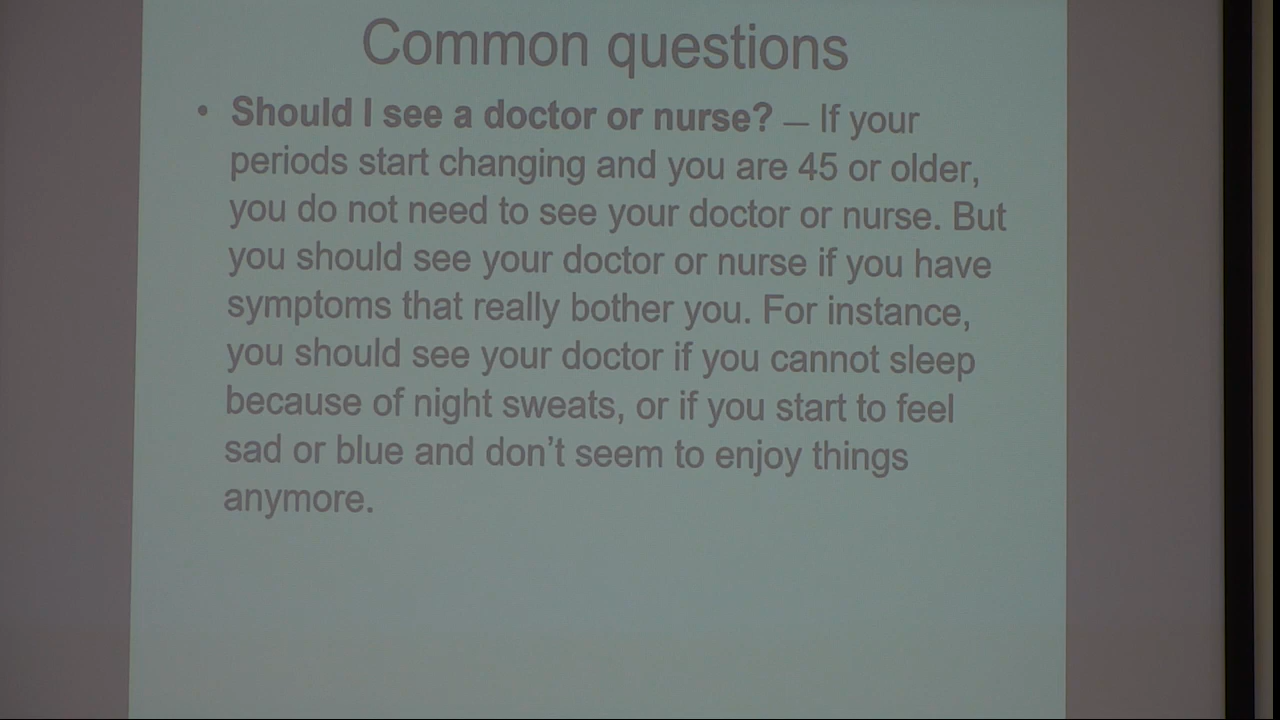 Common questions
• Should I see a doctor or nurse? — If your
periods start changing and you are 45 or older,
you do not need to see your doctor or nurse. But
you should see your doctor or nurse if you have
symptoms that really bother you. For instance,
you should see your doctor if you cannot sleep
because of night sweats, or if you start to feel
sad or blue and don’t seem to enjoy things
anymore.